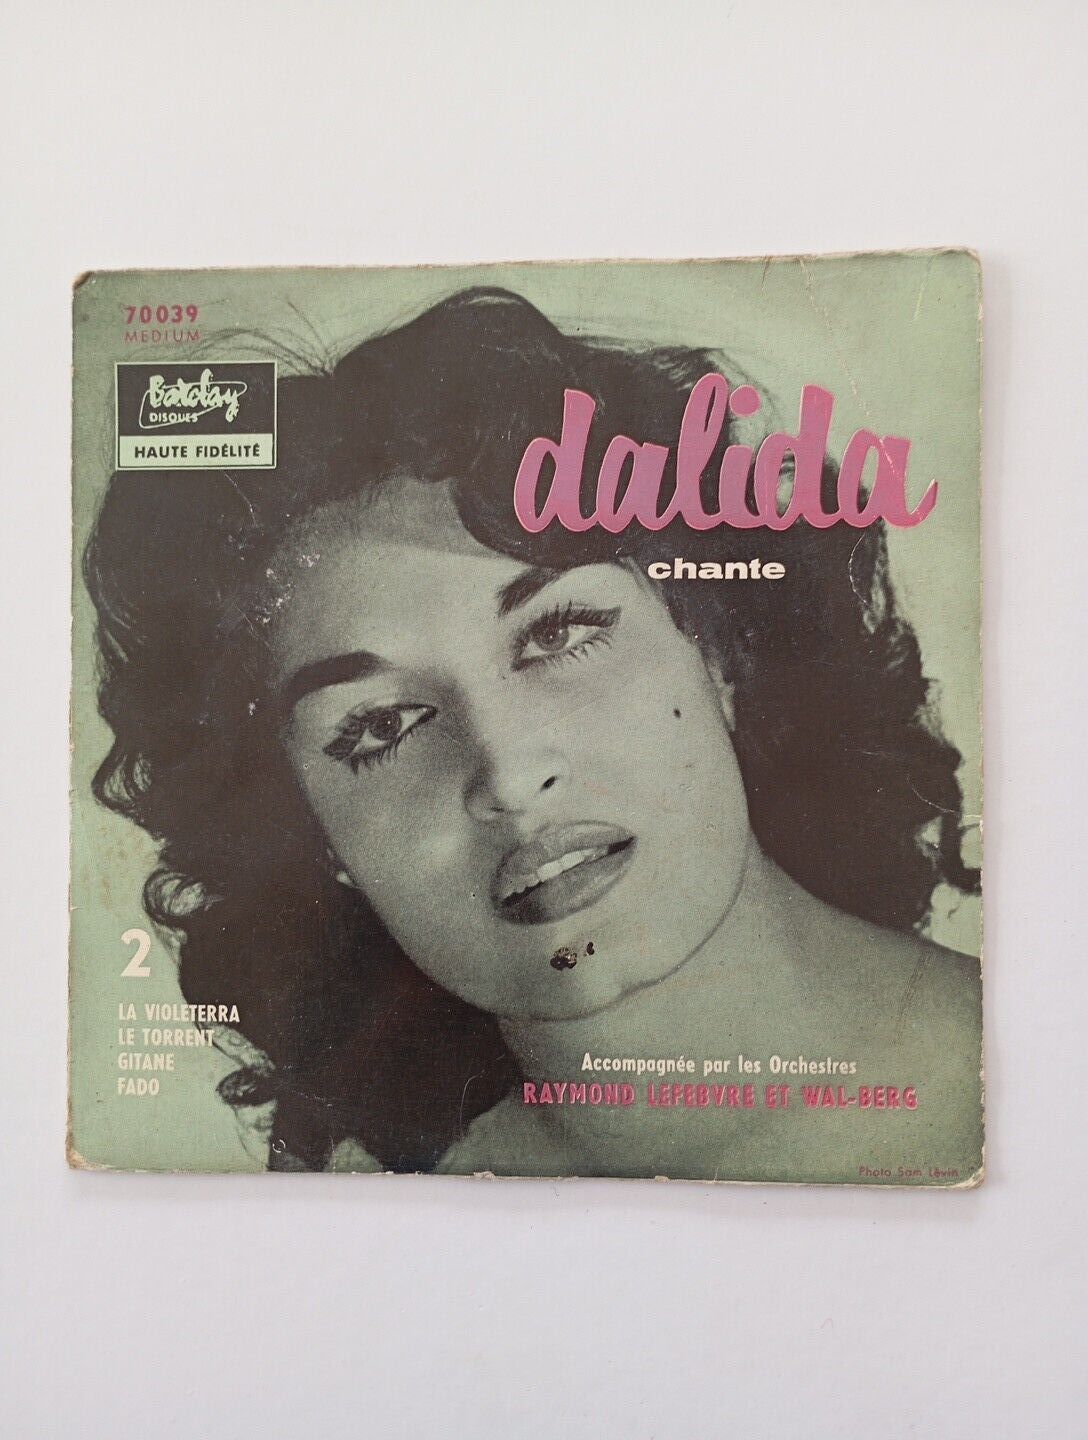 70039
MEDIUM
Barclay
DISQUES
HAUTE FIDÉLITÉ
dalida
chante
2
LA VIOLETERRA
LE TORRENT
GITANE
FADO
Accompagnée par les Orchestres
RAYMOND LEFEBVRE ET WAL-BERG
Photo Sam Lévin